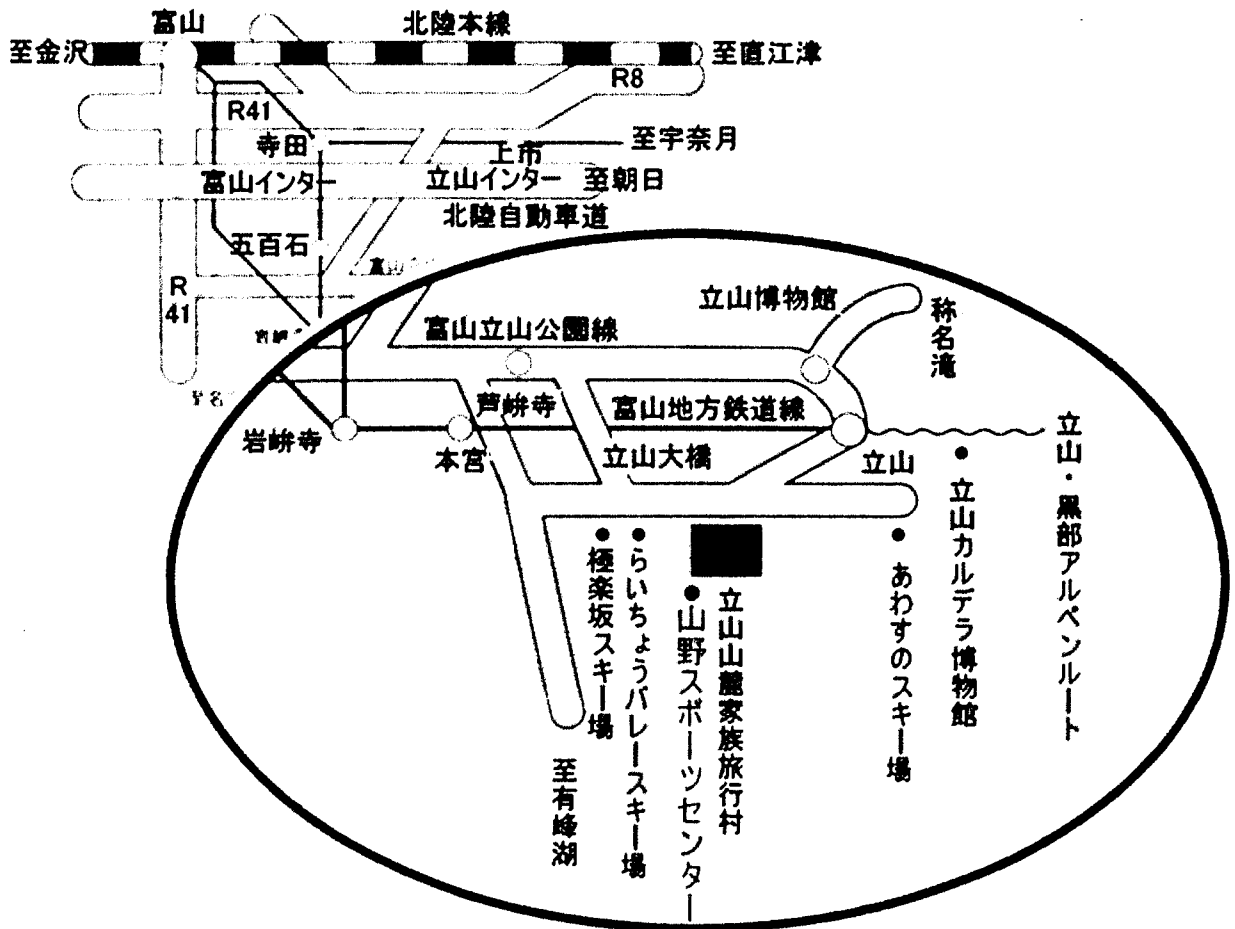 富山
北陸本線
至金沢
至直江津
R8
R41
寺田
至宇奈月
上市
富山インター
立山インター
至朝日
北陸自動車道
五百石
R
41
立山博物館
称名滝
富山立山公園線
芦峅寺
富山地方鉄道線
岩峅寺
本宮
立山大橋
立山
立山・黒部アルペンルート
立山カルデラ博物館
あわすのスキー場
立山山麓家族旅行村
山野スポーツセンター
らいちょうバレースキー場
極楽坂スキー場
至有峰湖